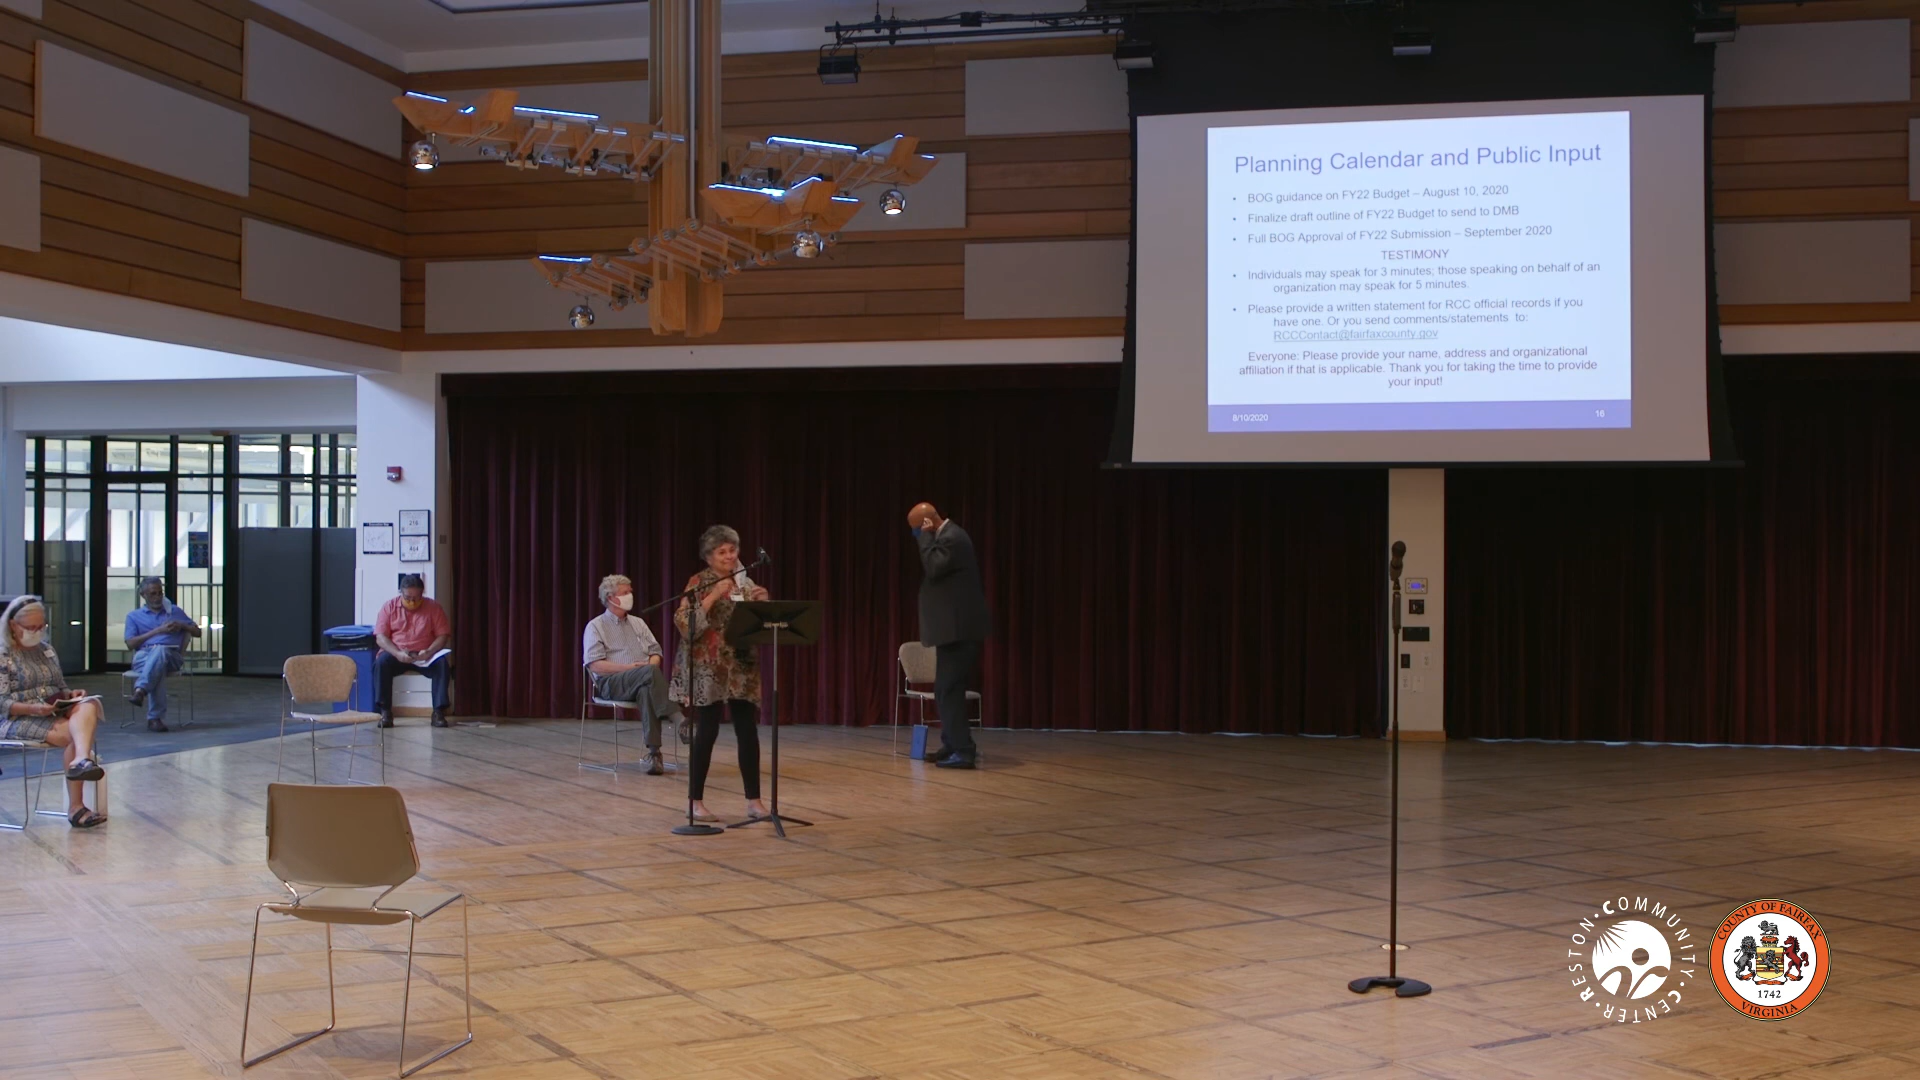 Planning Calendar and Public Input
• BOG guidance on FY22 Budget – August 10, 2020
• Finalize draft outline of FY22 Budget to send to DMB
• Full BOG Approval of FY22 Submission – September 2020
TESTIMONY
• Individuals may speak for 3 minutes; those speaking on behalf of an
organization may speak for 5 minutes.
• Please provide a written statement for RCC official records if you
have one. Or you send comments/statements to:
RCCContact@fairfaxcounty.gov
Everyone: Please provide your name, address and organizational
affiliation if that is applicable. Thank you for taking the time to provide
your input!
8/10/2020
16
RESTON • COMMUNITY • CENTER
COUNTY OF FAIRFAX
1742
VIRGINIA